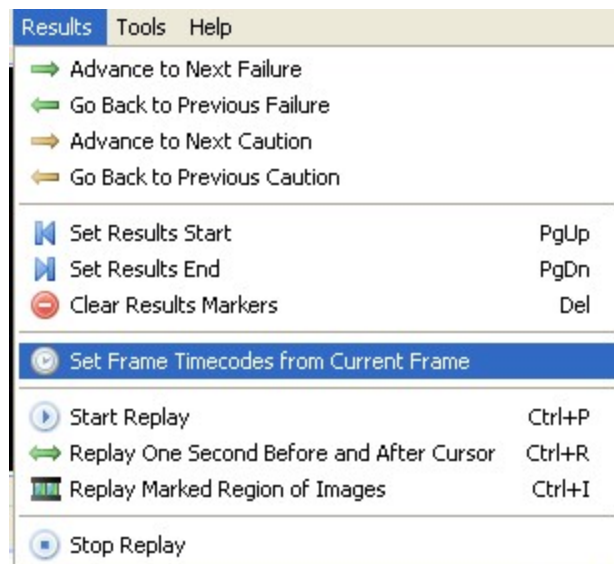 Results Tools Help
Advance to Next Failure
Go Back to Previous Failure
Advance to Next Caution
Go Back to Previous Caution
Set Results Start PgUp
Set Results End PgDn
Clear Results Markers Del
Set Frame Timecodes from Current Frame
Start Replay Ctrl+P
Replay One Second Before and After Cursor Ctrl+R
Replay Marked Region of Images Ctrl+I
Stop Replay